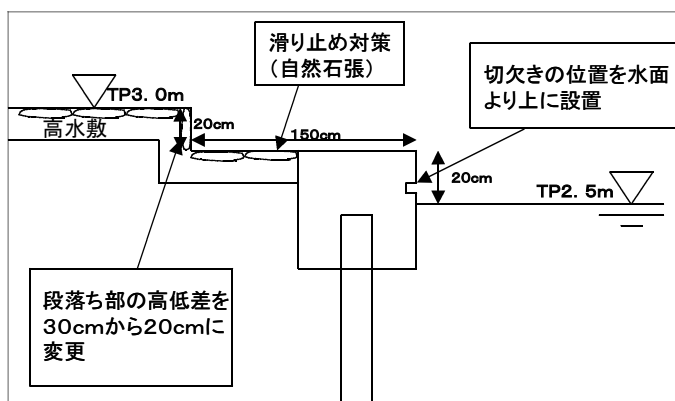 滑り止め対策
（自然石張）
切欠きの位置を水面
より上に設置
TP3．0m
20cm
高水敷
150cm
20cm
TP2．5m
段落ち部の高低差を
30cmから20cmに
変更